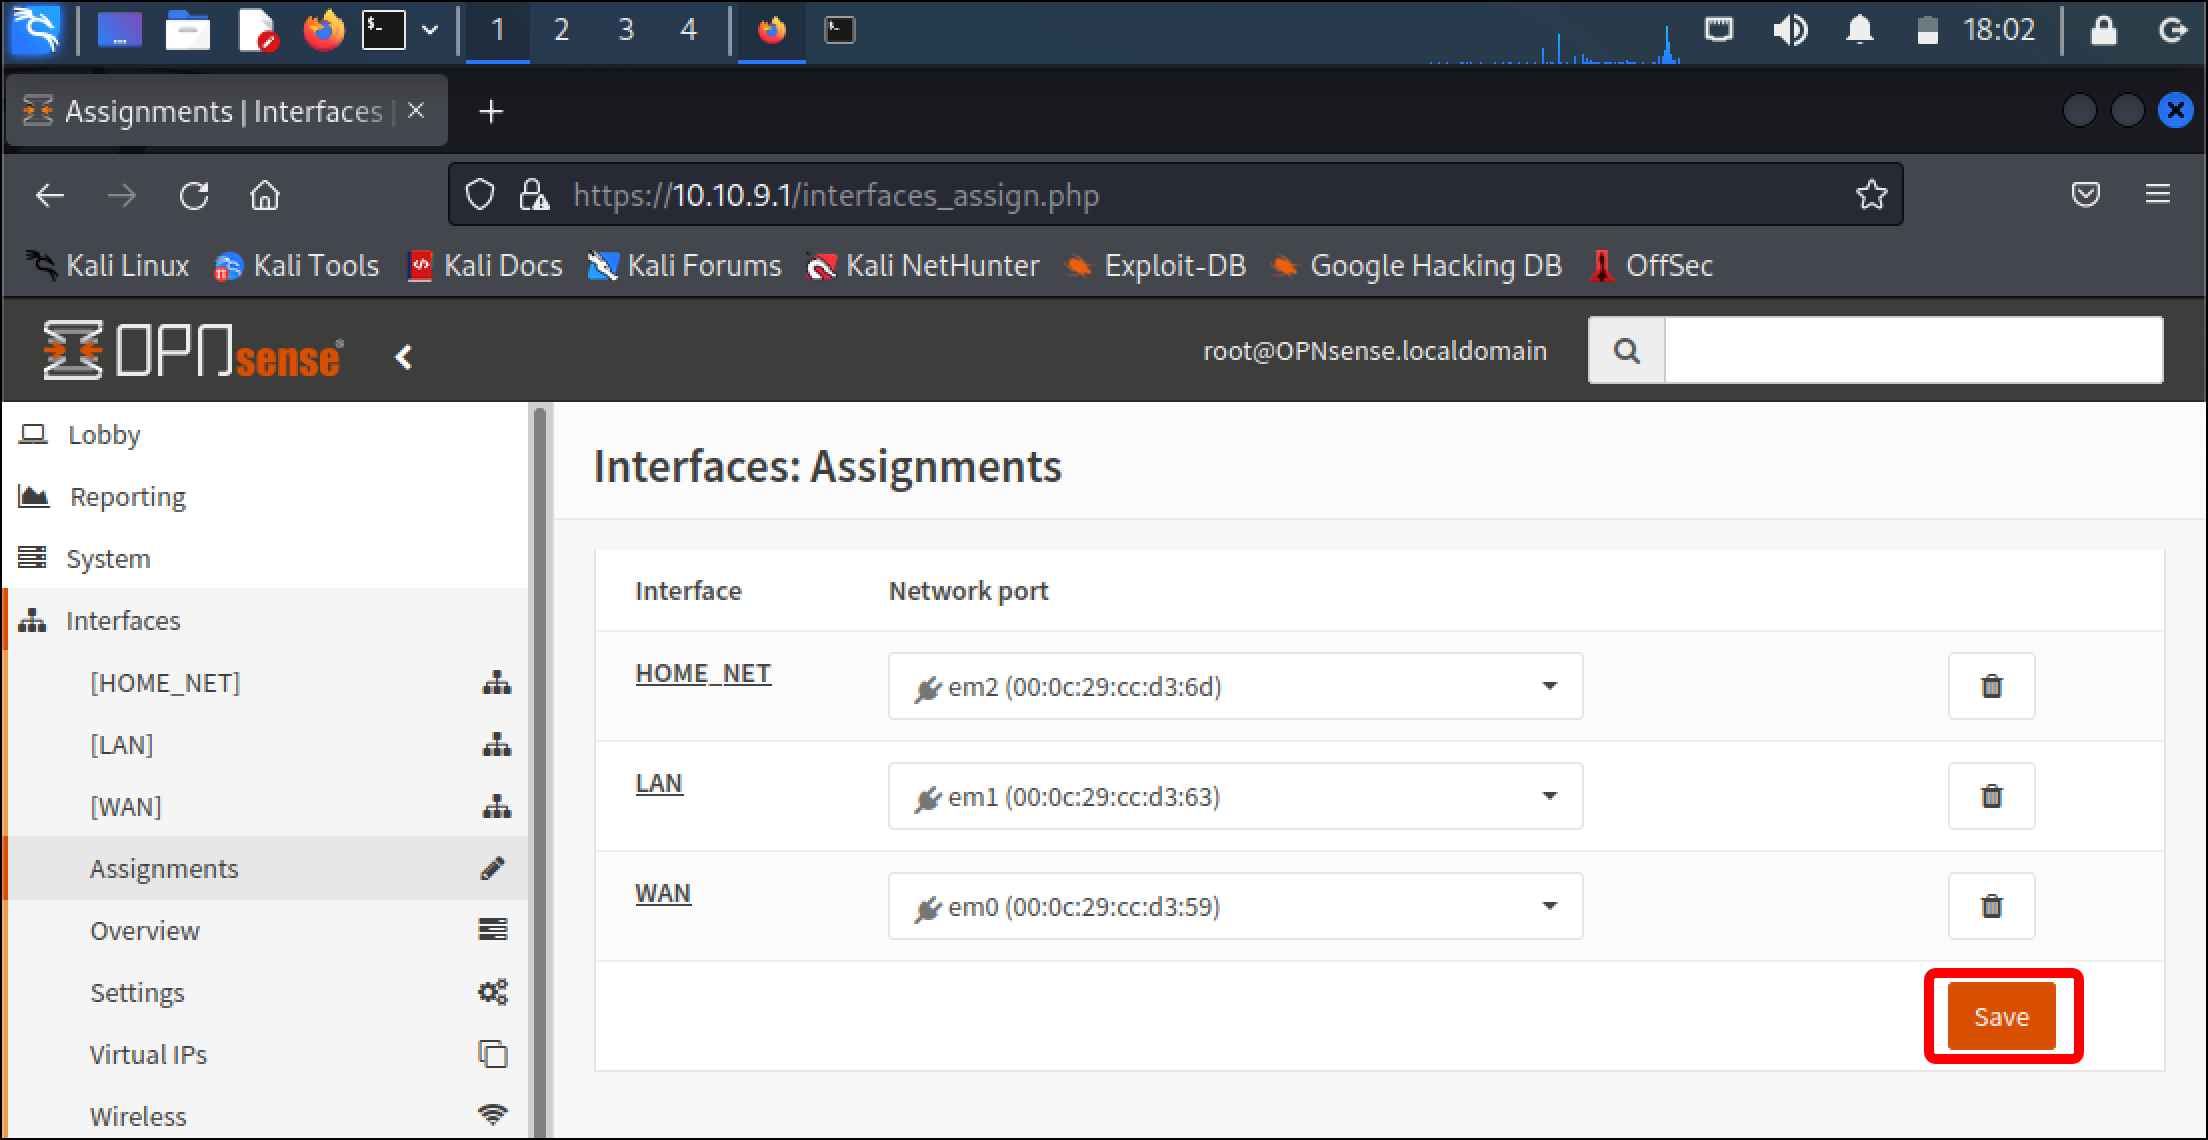 1 2 3 4 18:02
Assignments | Interfaces |
https://10.10.9.1/interfaces_assign.php
Kali Linux Kali Tools Kali Docs Kali Forums Kali NetHunter Exploit-DB Google Hacking DB OffSec
OPNsense® root@OPNsense.localdomain
Lobby
Reporting
System
Interfaces
[HOME_NET]
[LAN]
[WAN]
Assignments
Overview
Settings
Virtual IPs
Wireless
Interfaces: Assignments
Interface Network port
HOME_NET em2 (00:0c:29:cc:d3:6d)
LAN em1 (00:0c:29:cc:d3:63)
WAN em0 (00:0c:29:cc:d3:59)
Save